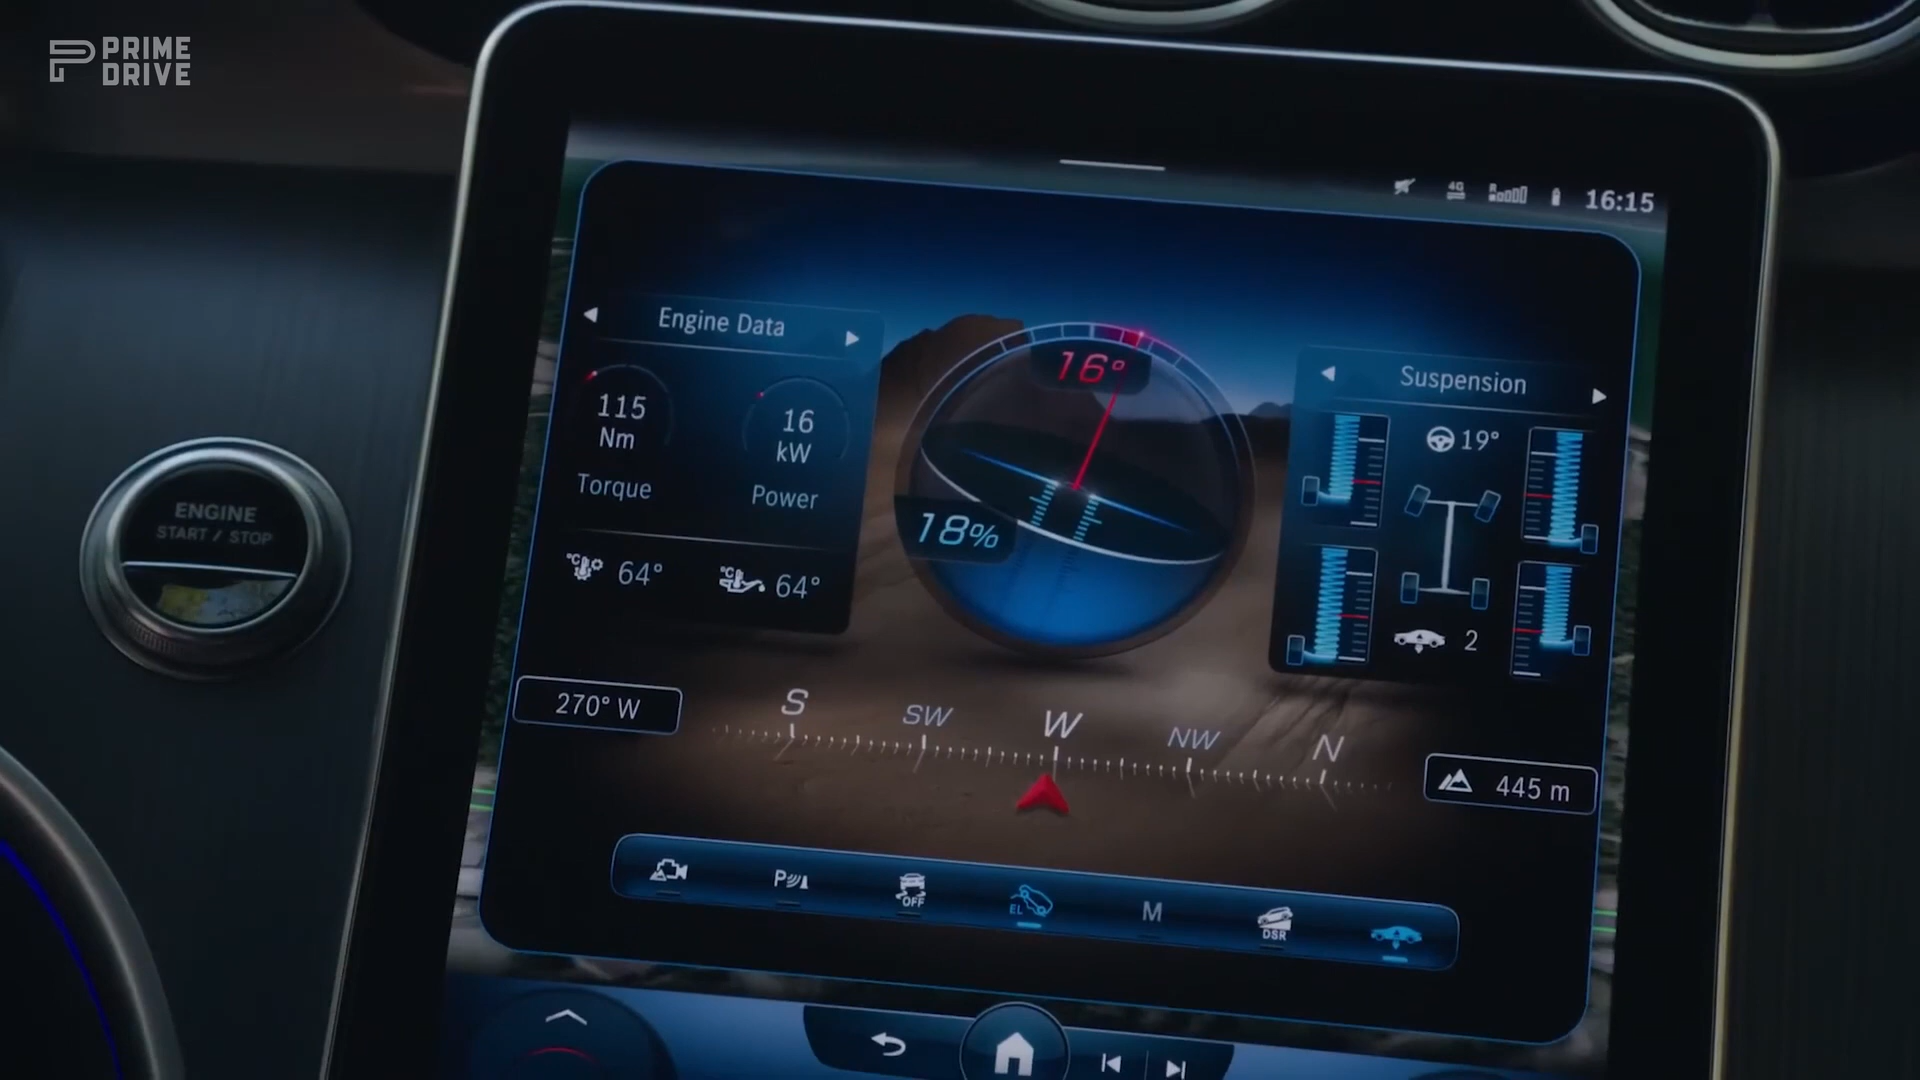 PRIME
DRIVE
4G
R
16:15
Engine Data
115
Nm
Torque
16
kW
Power
°C 64°
°C 64°
16°
18%
Suspension
19°
2
270° W
S
SW
W
NW
N
445 m
P
OFF
EL
M
DSR
ENGINE
START / STOP